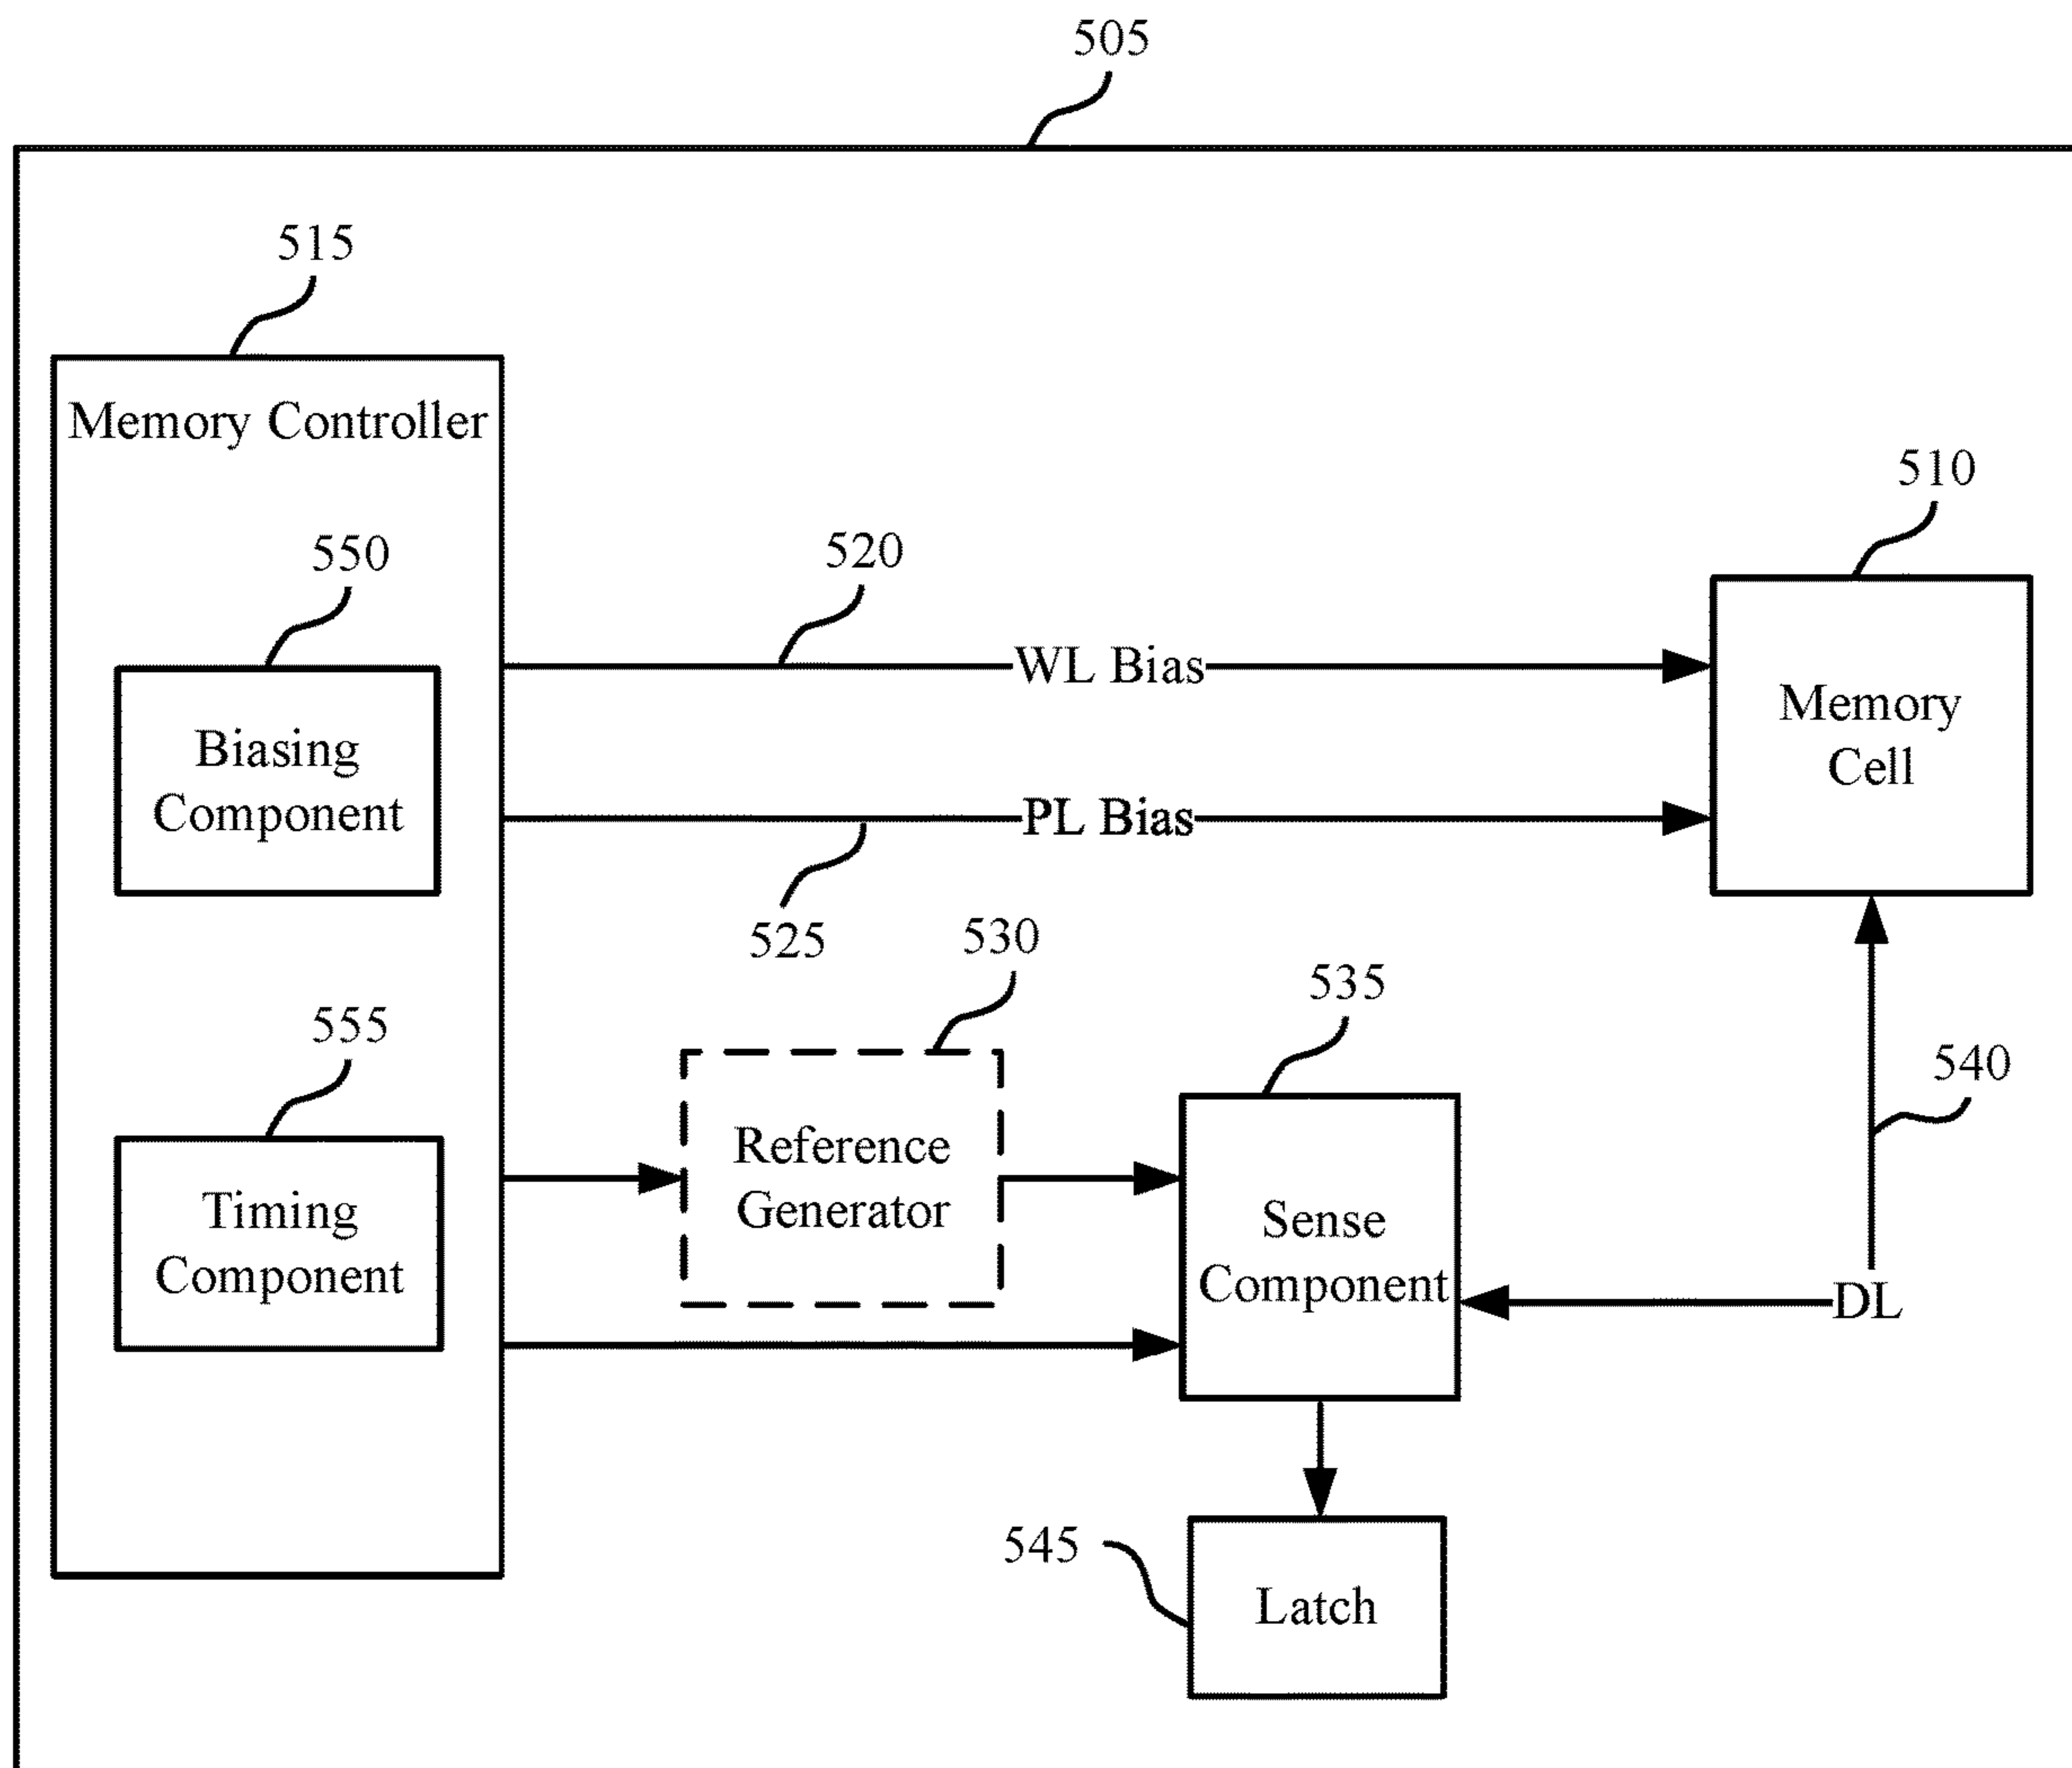 505
515
Memory Controller
510
550
520
WL Bias
Memory
Cell
Biasing
Component
PL Bias
525
530
535
555
540
Reference
Generator
Timing
Component
Sense
Component
DL
545
Latch